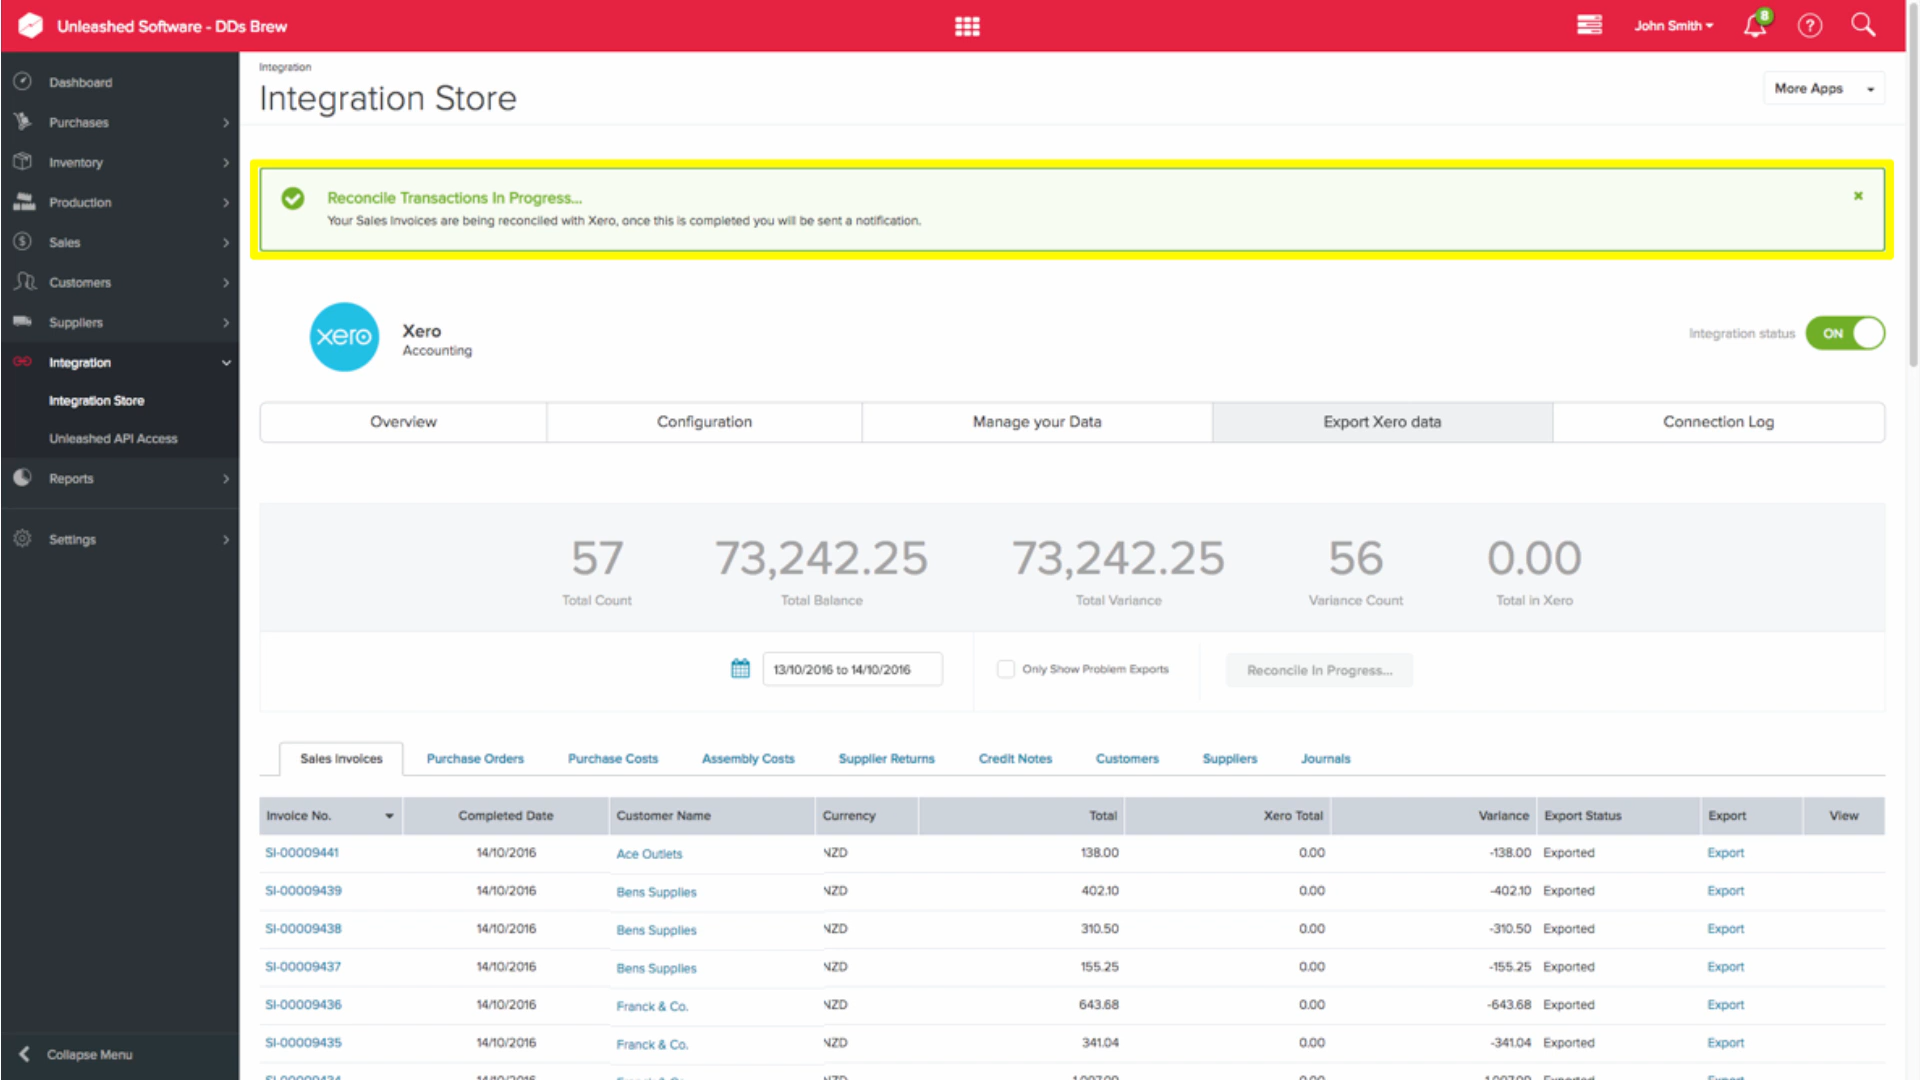 Unleashed Software - DDs Brew
John Smith
8
Dashboard
Purchases
Inventory
Production
Sales
Customers
Suppliers
Integration
Integration Store
Unleashed API Access
Reports
Settings
Collapse Menu
Integration
Integration Store
More Apps
Reconcile Transactions In Progress...
Your Sales Invoices are being reconciled with Xero, once this is completed you will be sent a notification.
xero
Xero
Accounting
Integration status ON
Overview Configuration Manage your Data Export Xero data Connection Log
57 73,242.25 73,242.25 56 0.00
Total Count Total Balance Total Variance Variance Count Total in Xero
13/10/2016 to 14/10/2016 Only Show Problem Exports Reconcile In Progress...
Sales Invoices Purchase Orders Purchase Costs Assembly Costs Supplier Returns Credit Notes Customers Suppliers Journals
Invoice No. Completed Date Customer Name Currency Total Xero Total Variance Export Status Export View
SI-00009441 14/10/2016 Ace Outlets NZD 138.00 0.00 -138.00 Exported Export
SI-00009439 14/10/2016 Bens Supplies NZD 402.10 0.00 -402.10 Exported Export
SI-00009438 14/10/2016 Bens Supplies NZD 310.50 0.00 -310.50 Exported Export
SI-00009437 14/10/2016 Bens Supplies NZD 155.25 0.00 -155.25 Exported Export
SI-00009436 14/10/2016 Franck & Co. NZD 643.68 0.00 -643.68 Exported Export
SI-00009435 14/10/2016 Franck & Co. NZD 341.04 0.00 -341.04 Exported Export